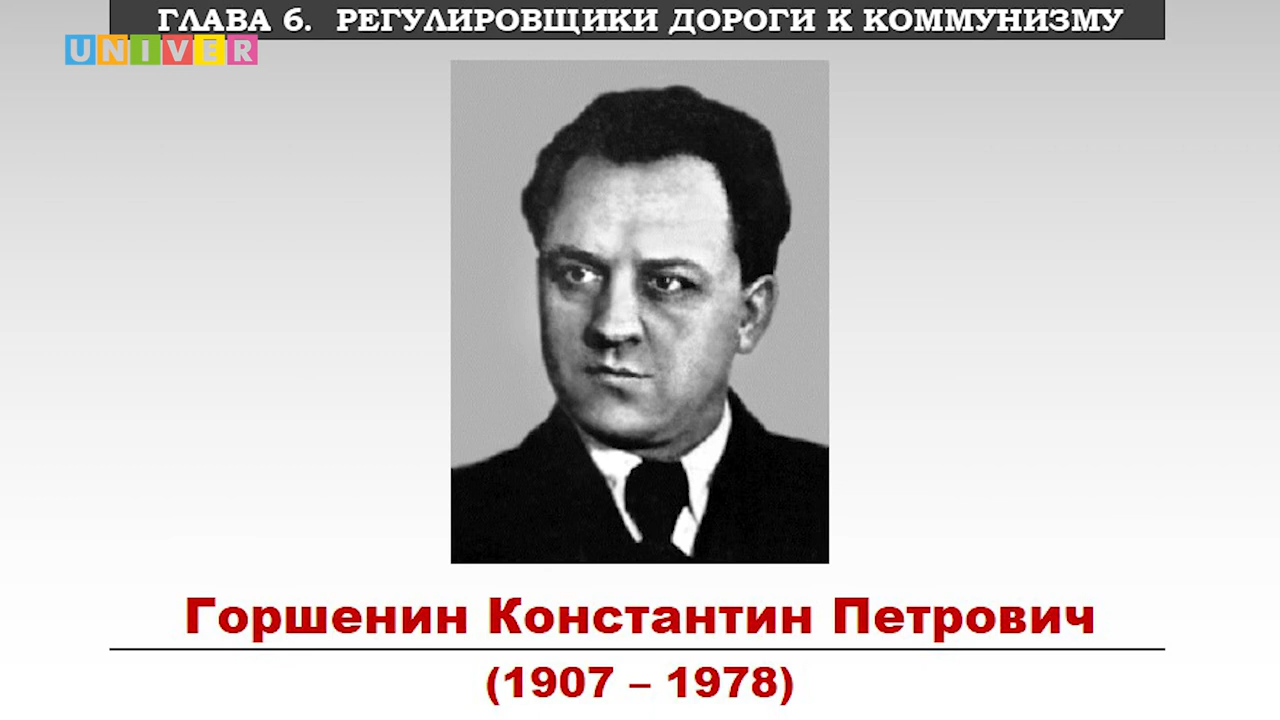 ГЛАВА 6. РЕГУЛИРОВЩИКИ ДОРОГИ К КОММУНИЗМУ
UNIVER
Горшенин Константин Петрович
(1907 – 1978)